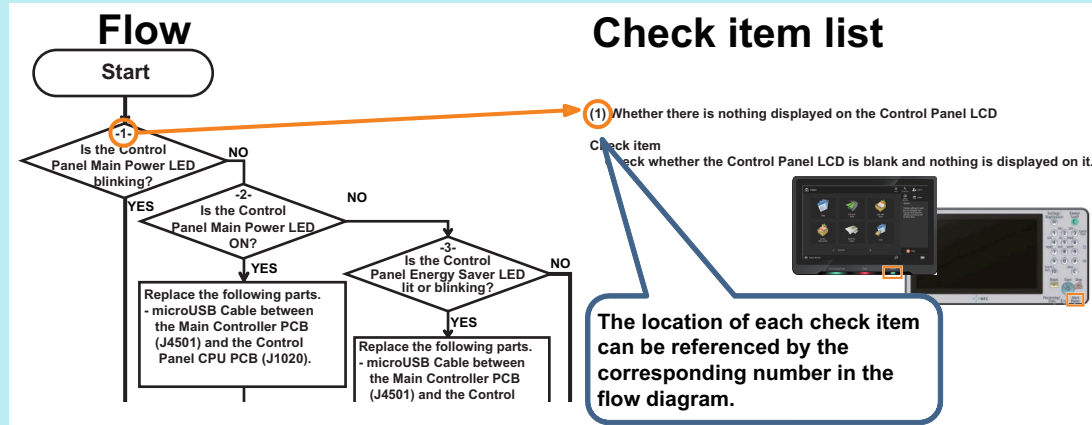 Flow
Check item list
Start
-1-
Is the Control
Panel Main Power LED
blinking?
NO
YES
-2-
Is the Control
Panel Main Power LED
ON?
NO
YES
-3-
Is the Control
Panel Energy Saver LED
lit or blinking?
NO
YES
Replace the following parts.
- microUSB Cable between
the Main Controller PCB
(J4501) and the Control
Panel CPU PCB (J1020).
Replace the following parts.
- microUSB Cable between
the Main Controller PCB
(J4501) and the Control
(1) Whether there is nothing displayed on the Control Panel LCD
Check item
Check whether the Control Panel LCD is blank and nothing is displayed on it.
The location of each check item
can be referenced by the
corresponding number in the
flow diagram.